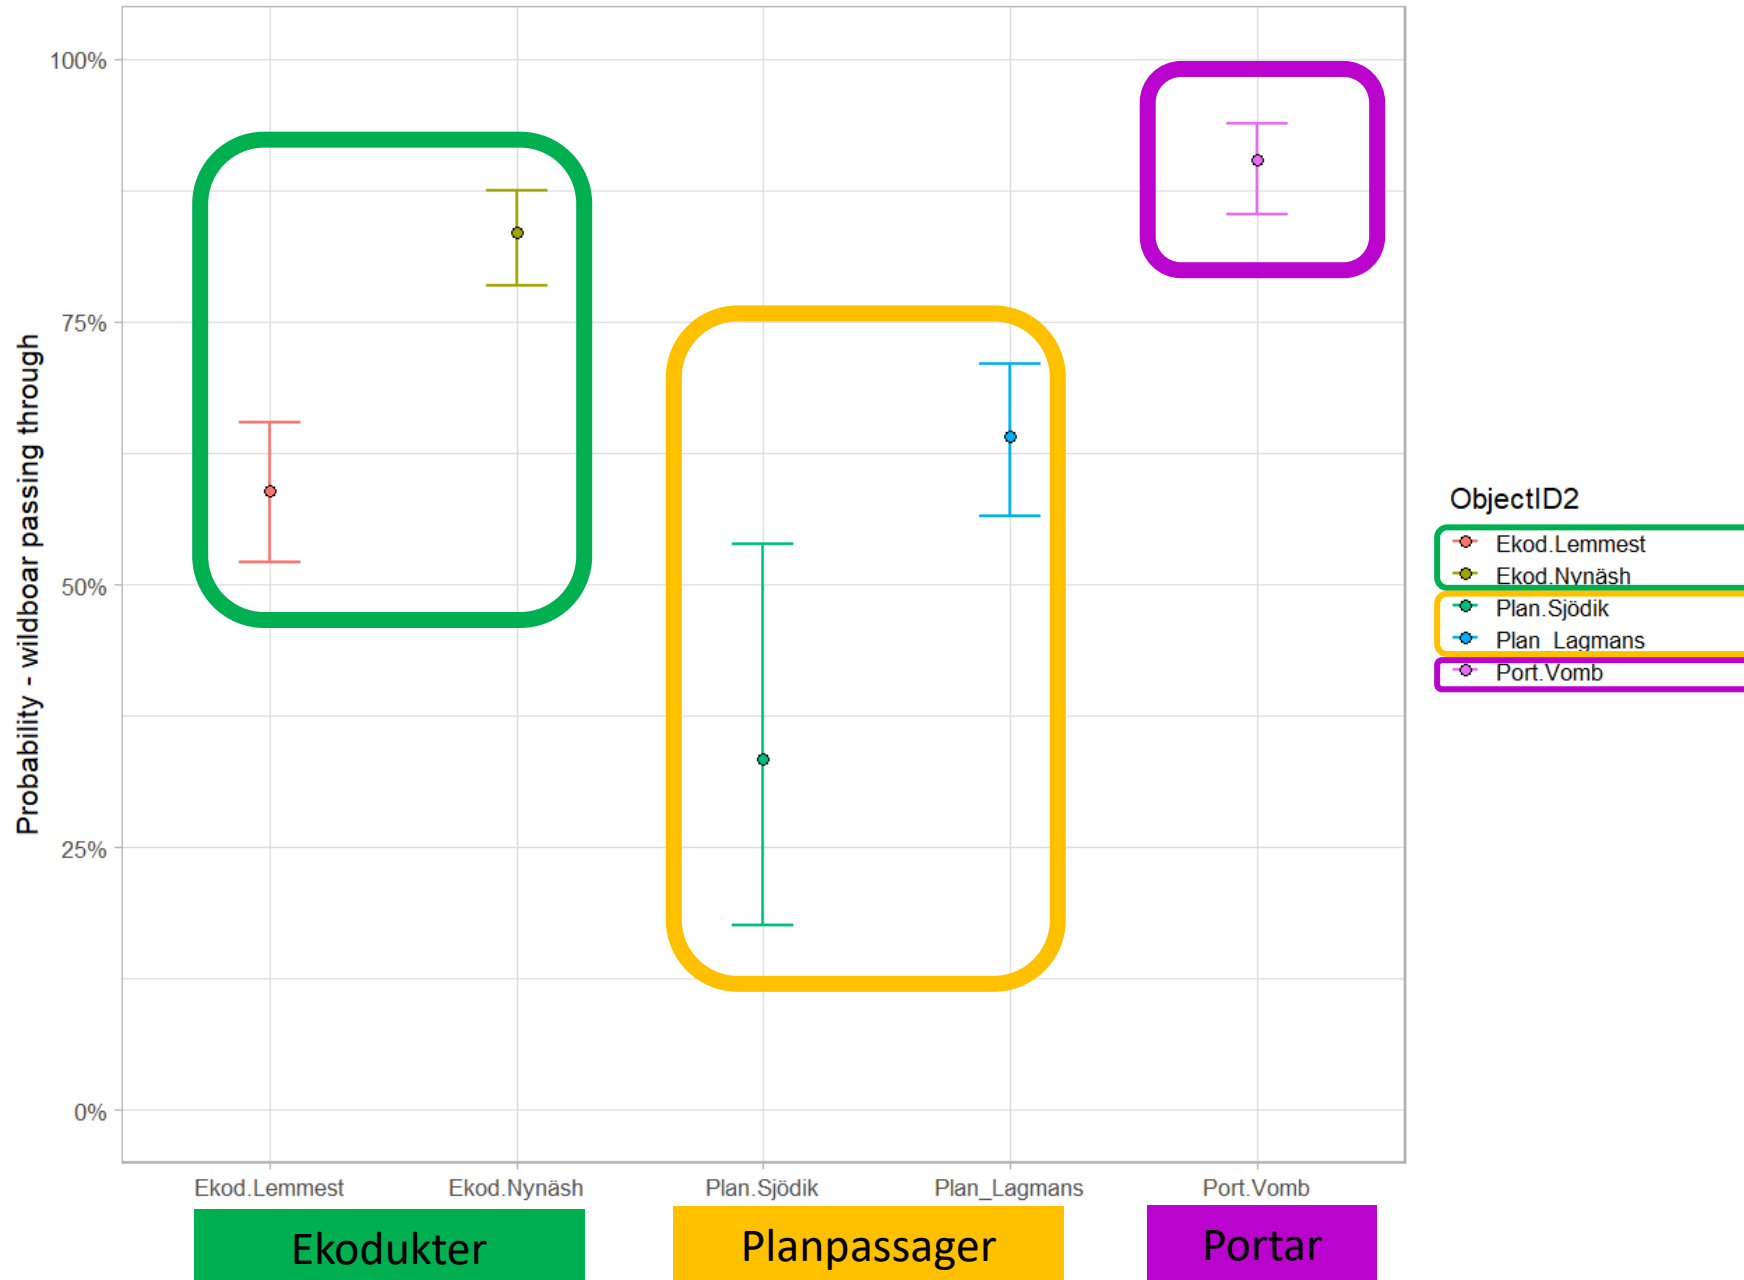 100%
75%
50%
25%
0%
Probability - wildboar passing through
Ekod.Lemmest
Ekod.Nynäsh
Plan.Sjödik
Plan_Lagmans
Port.Vomb
Ekodukter
Planpassager
Portar
ObjectID2
Ekod.Lemmest
Ekod.Nynäsh
Plan.Sjödik
Plan_Lagmans
Port.Vomb